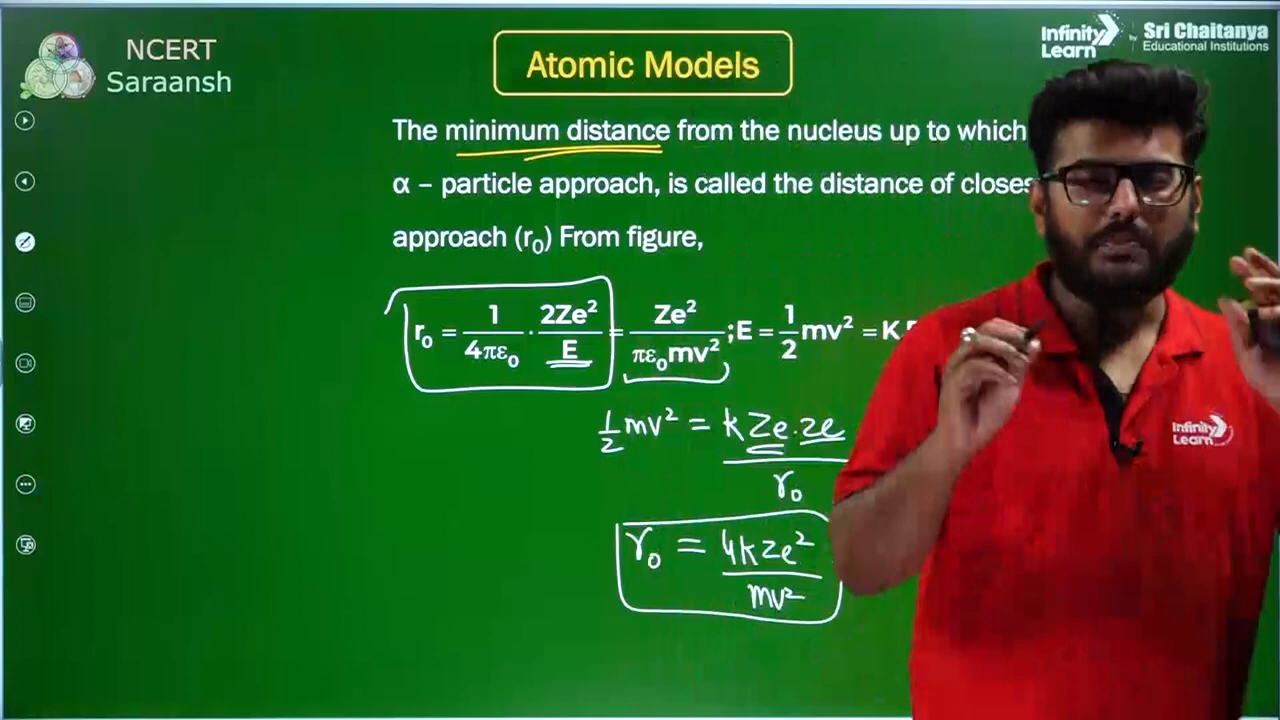 NCERT
Saraansh
Atomic Models
Infinity Learn
by Sri Chaitanya
Educational Institutions
The minimum distance from the nucleus up to which
α – particle approach, is called the distance of
approach (r₀) From figure,
r₀ = 1/4πε₀ · 2Ze²/E = Ze²/πε₀mv² ; E = 1/2 mv² = K
1/2 mv² = k Ze · 2e / r₀
r₀ = 4kze²/mv²
Infinity Learn